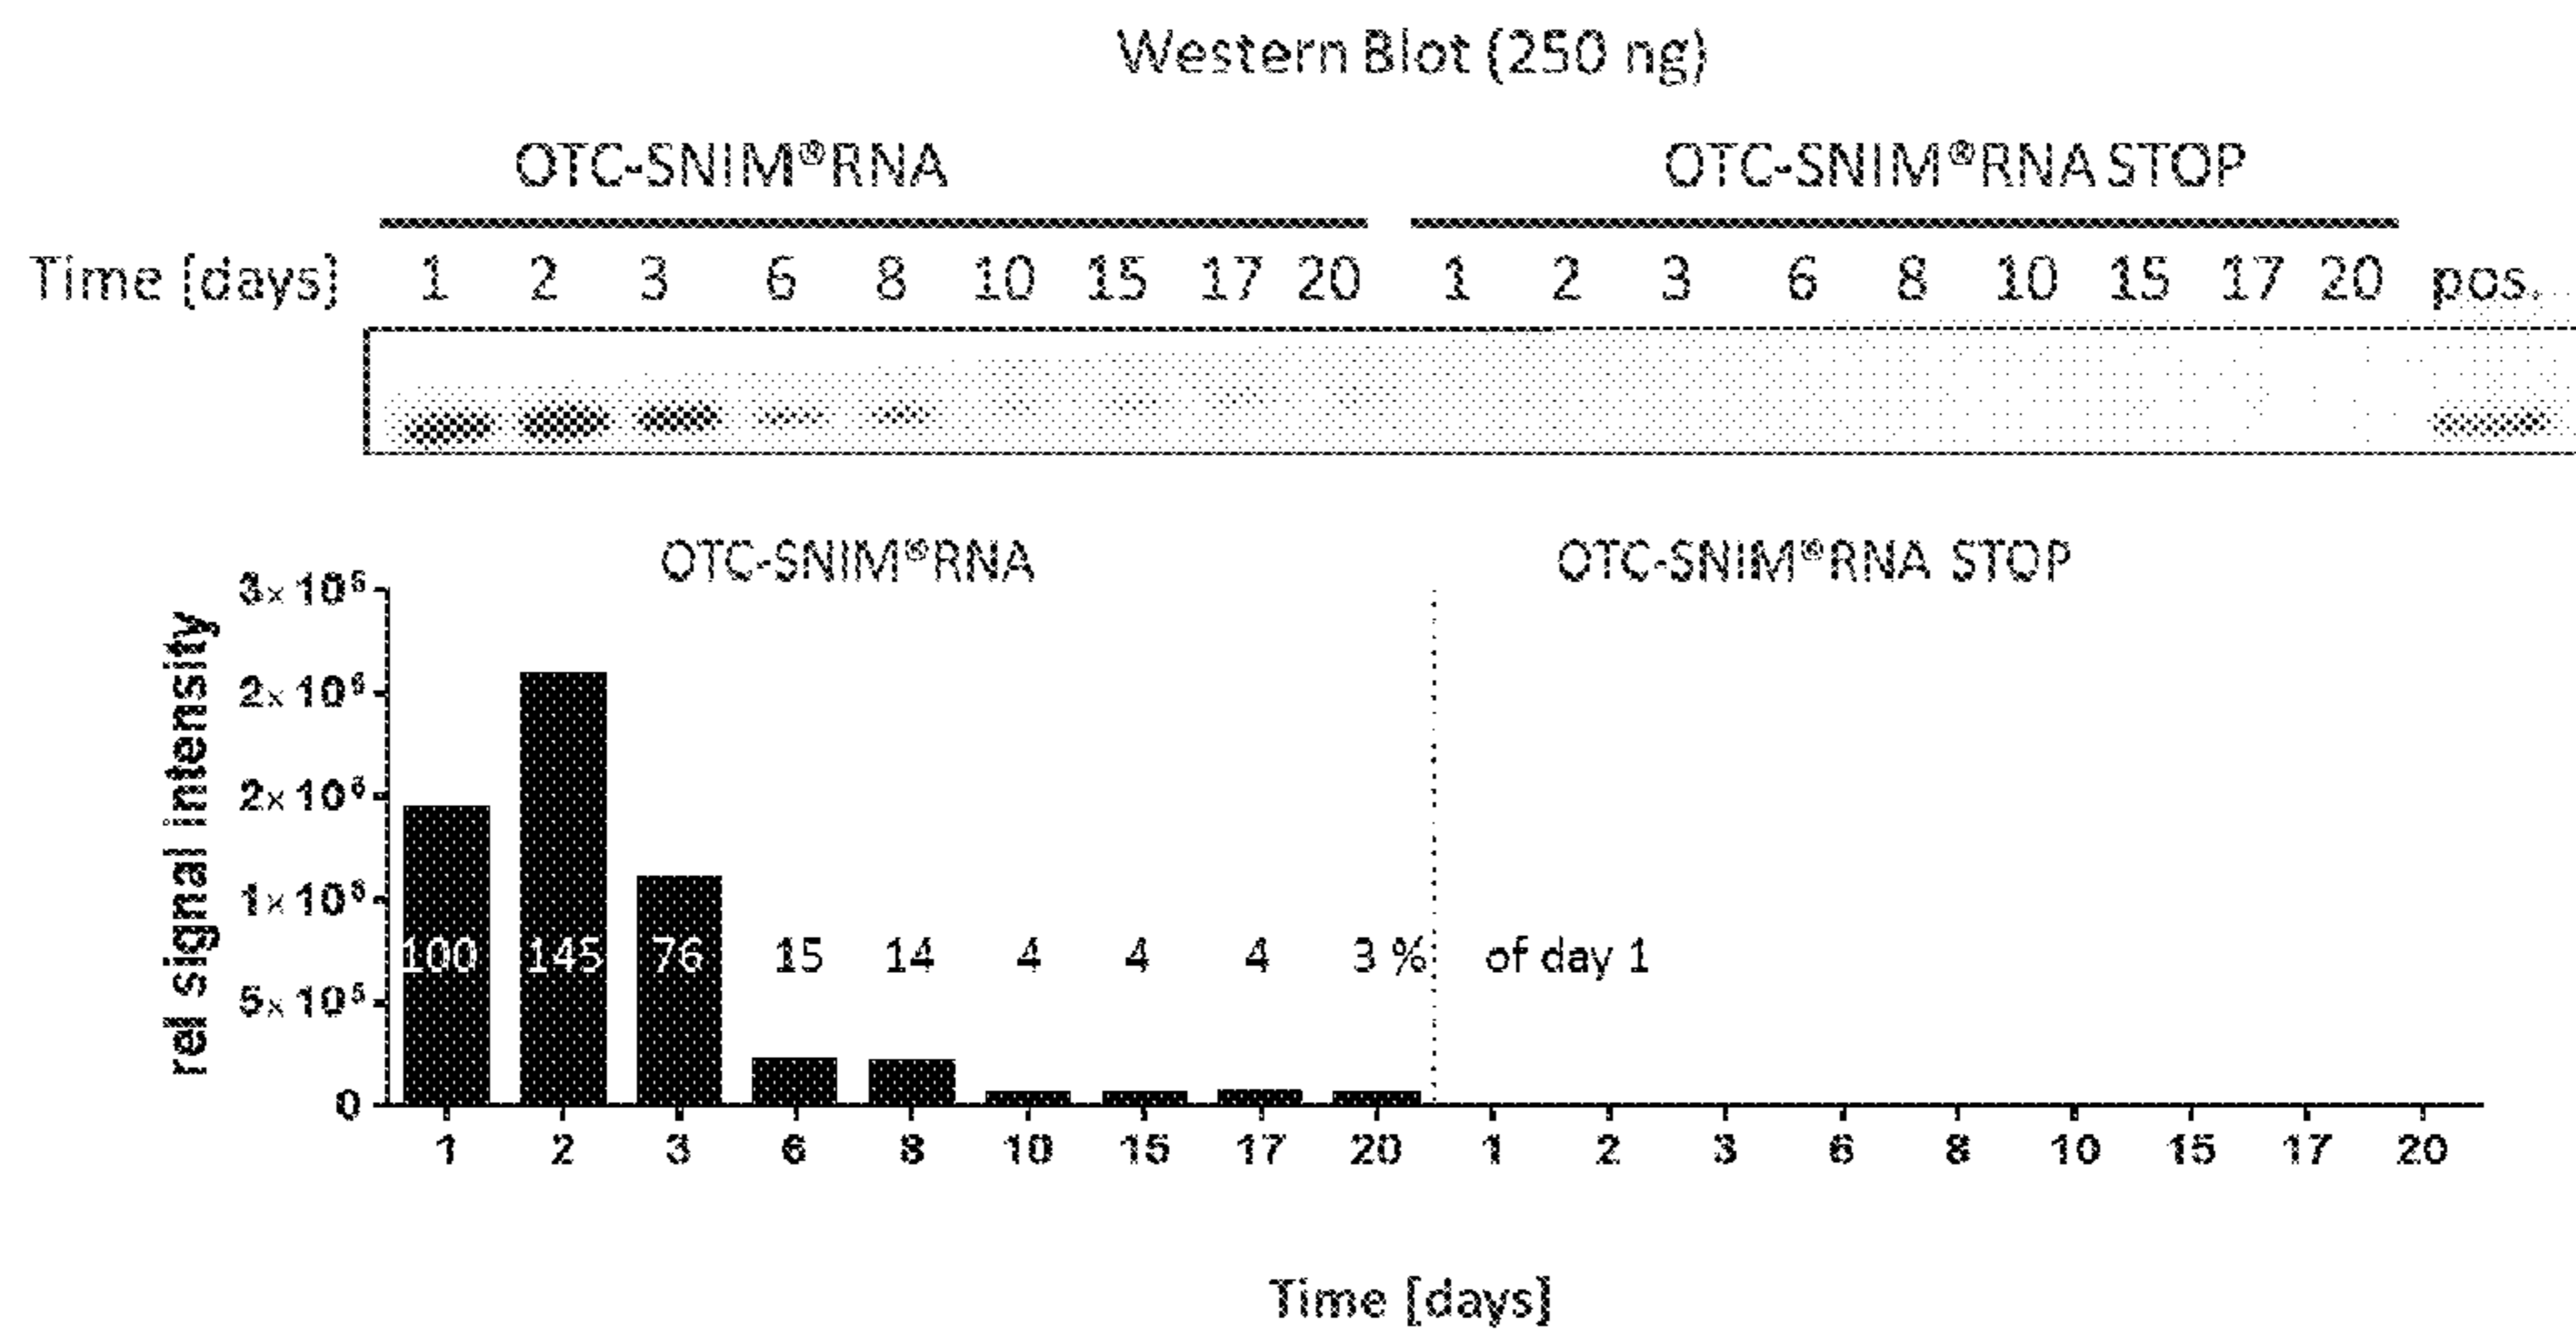 Western Blot (250 ng)
OTC-SNIM®RNA OTC-SNIM®RNA STOP
Time [days] 1 2 3 6 8 10 15 17 20 1 2 3 6 8 10 15 17 20 pos.
OTC-SNIM®RNA OTC-SNIM®RNA STOP
rel signal intensity
3×10⁶
2×10⁶
2×10⁶
1×10⁶
5×10⁵
0
100 145 76 15 14 4 4 4 3 % of day 1
1 2 3 6 8 10 15 17 20 1 2 3 6 8 10 15 17 20
Time [days]